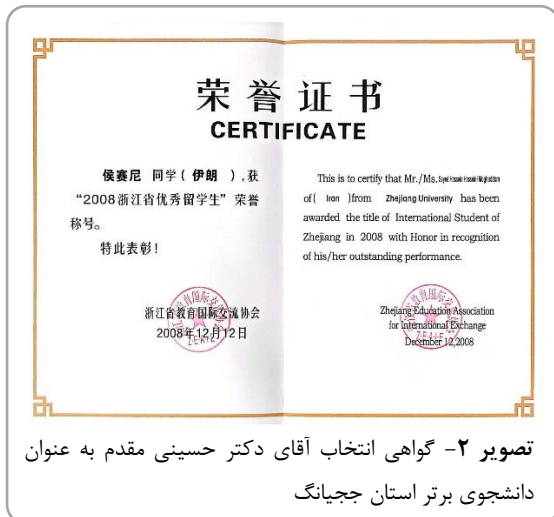 荣誉证书
CERTIFICATE
侯赛尼 同学(伊朗 ),获
“2008浙江省优秀留学生”荣誉
称号。
特此表彰!
浙江省教育国际交流协会
2008年12月12日
This is to certify that Mr./Ms.
of( Iran )from Zhejiang University has been
awarded the title of International Student of
Zhejiang in 2008 with Honor in recognition
of his/her outstanding performance.
Zhejiang Education Association
for International Exchange
December 12,2008
تصویر ۲- گواهی انتخاب آقای دکتر حسینی مقدم به عنوان
دانشجوی برتر استان ججیانگ